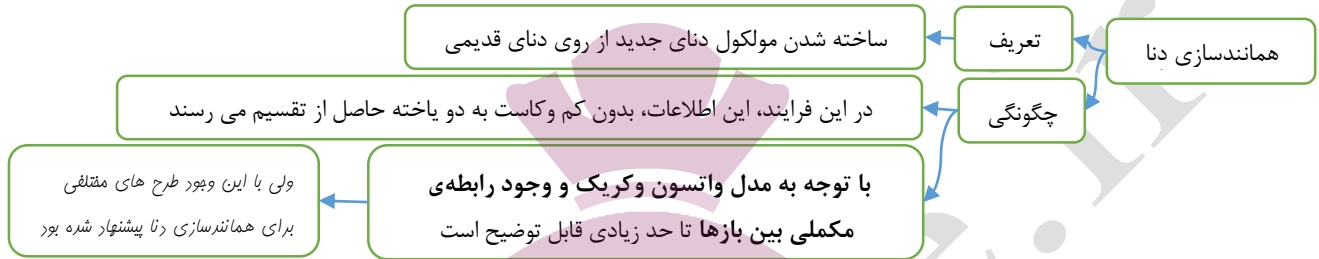 همانندسازی دنا
تعریف
ساخته شدن مولکول دنای جدید از روی دنای قدیمی
چگونگی
در این فرایند، این اطلاعات، بدون کم وکاست به دو یاخته حاصل از تقسیم می رسند
با توجه به مدل واتسون وکریک و وجود رابطه‌ی
مکملی بین بازها تا حد زیادی قابل توضیح است
ولی با این وجود طرح های مختلفی
برای همانندسازی دنا پیشنهاد شده بود